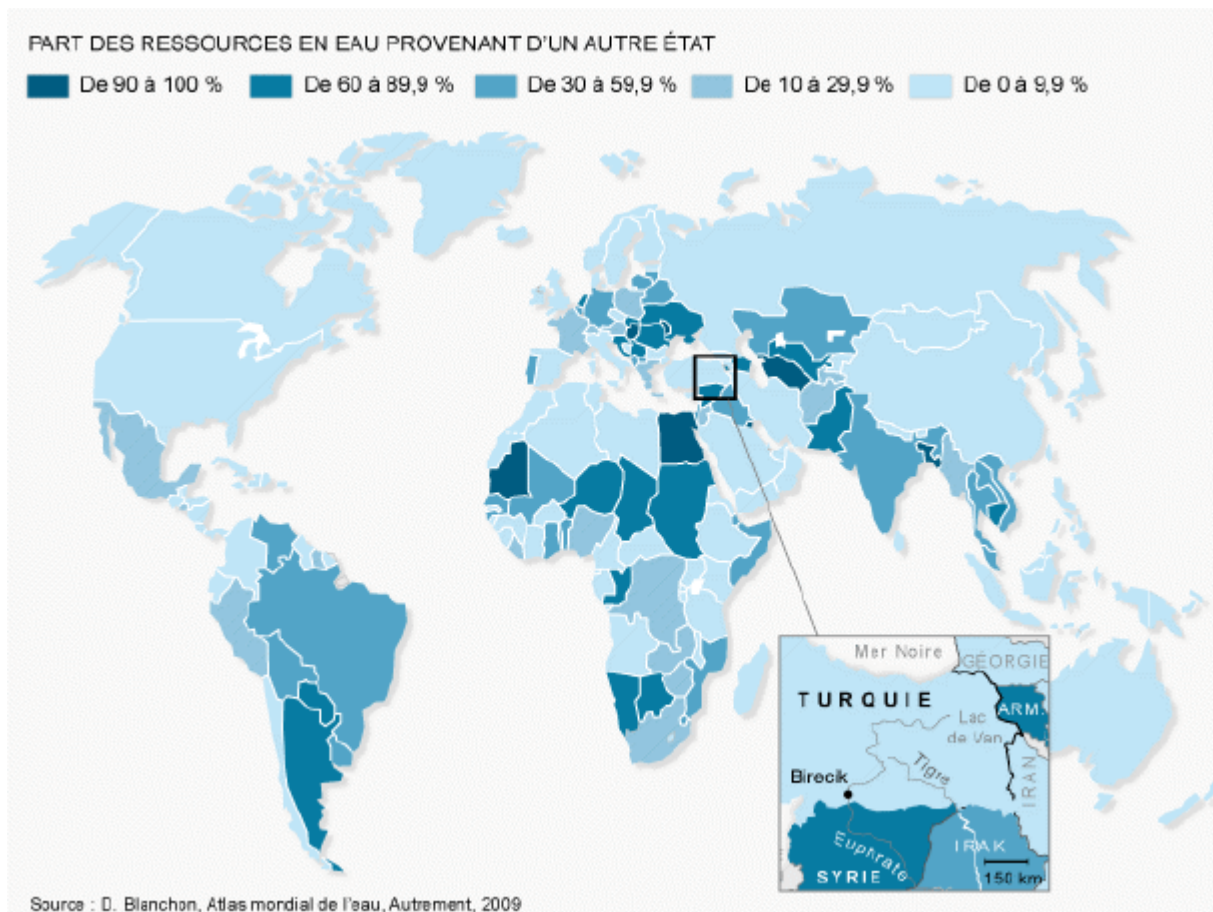 PART DES RESSOURCES EN EAU PROVENANT D'UN AUTRE ÉTAT
De 90 à 100 % De 60 à 89,9 % De 30 à 59,9 % De 10 à 29,9 % De 0 à 9,9 %
Mer Noire
GÉORGIE
TURQUIE
ARM.
Lac
de Van
Tigre
IRAN
Birecik
Euphrate
IRAK
SYRIE
150 km
Source : D. Blanchon, Atlas mondial de l'eau, Autrement, 2009